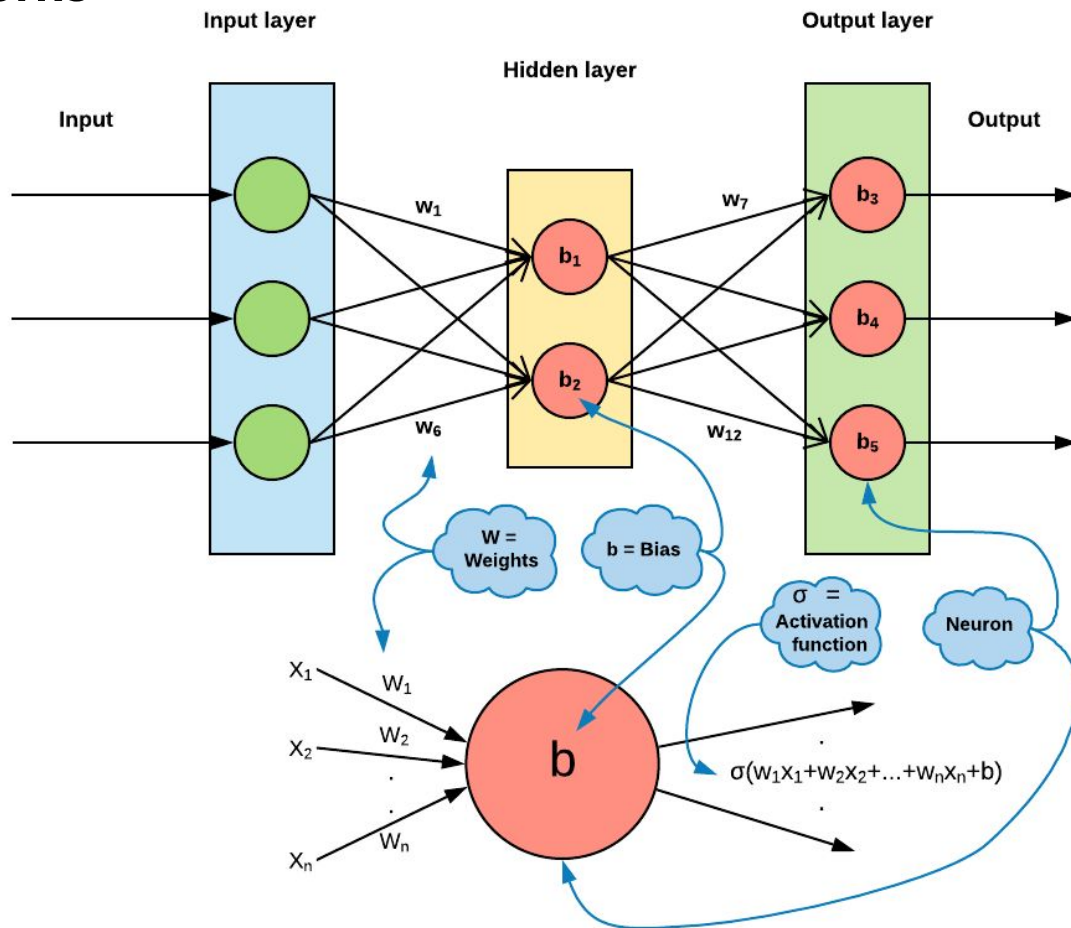 Input layer
Output layer
Hidden layer
Input
Output
w₁
w₇
b₃
b₁
b₄
b₂
w₆
w₁₂
b₅
W =
Weights
b = Bias
σ =
Activation
function
Neuron
X₁
W₁
X₂
W₂
.
.
b
.
σ(w₁x₁+w₂x₂+...+wₙxₙ+b)
.
Xₙ
Wₙ